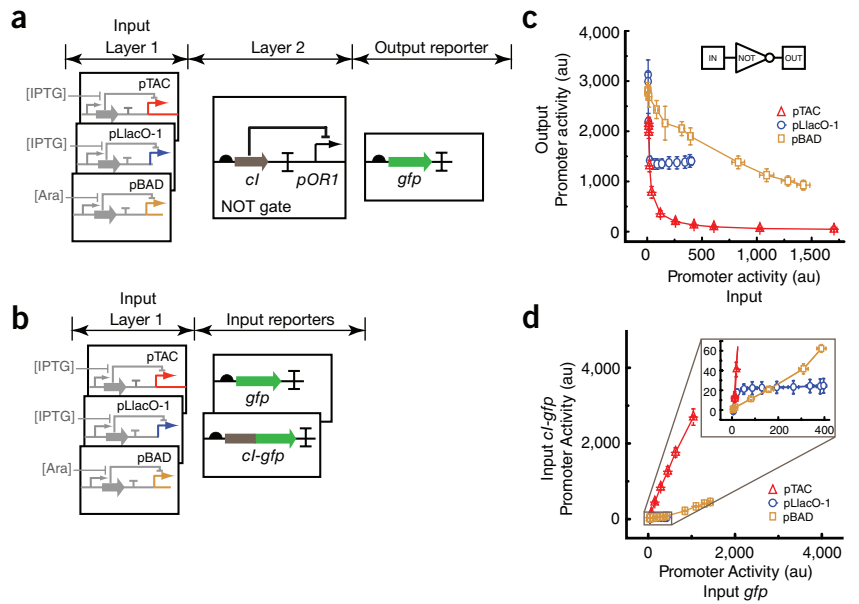 a
Input
Layer 1
Layer 2
Output reporter
[IPTG]
pTAC
[IPTG]
pLlacO-1
[Ara]
pBAD
cI
pOR1
NOT gate
gfp
b
Input
Layer 1
Input reporters
[IPTG]
pTAC
[IPTG]
pLlacO-1
[Ara]
pBAD
gfp
cI-gfp
c
4,000
3,000
2,000
1,000
0
Output
Promoter activity (au)
IN
NOT
OUT
pTAC
pLlacO-1
pBAD
0
500
1,000
1,500
Promoter activity (au)
Input
d
4,000
2,000
0
Input cI-gfp
Promoter Activity (au)
60
40
20
0
0
100
200
300
400
pTAC
pLlacO-1
pBAD
0
2,000
4,000
Promoter Activity (au)
Input gfp